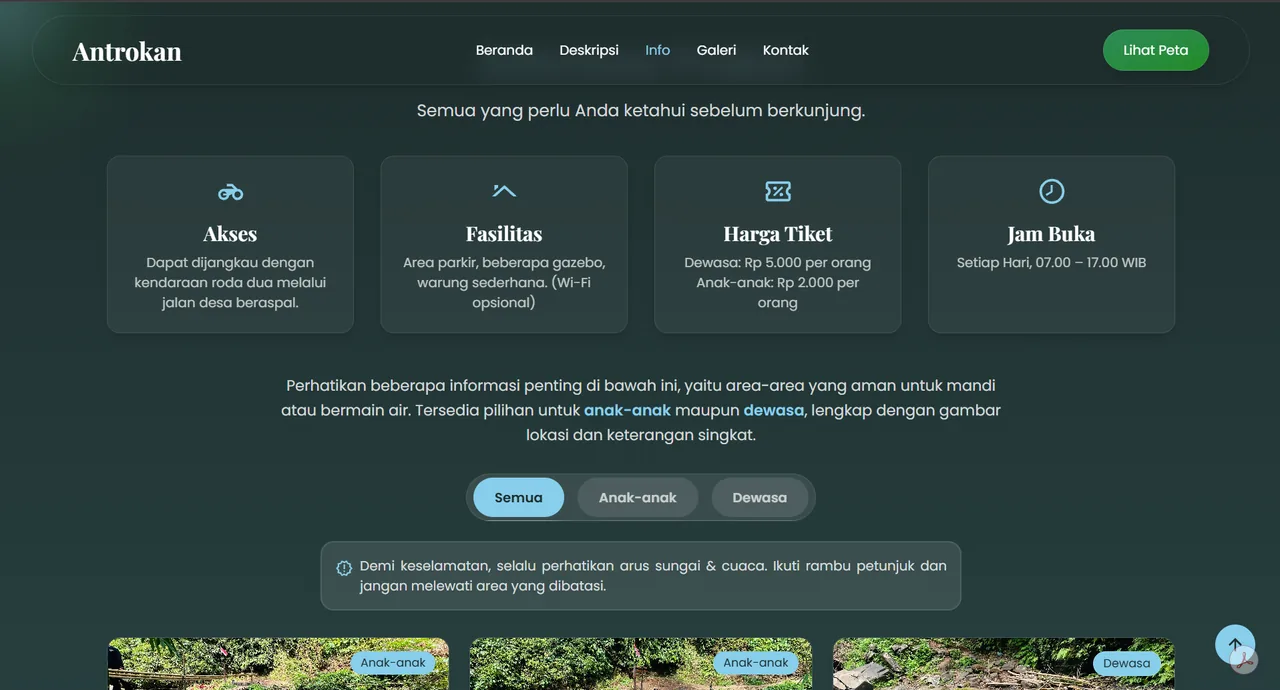 Antrokan
Beranda
Deskripsi
Info
Galeri
Kontak
Lihat Peta
Semua yang perlu Anda ketahui sebelum berkunjung.
Akses
Dapat dijangkau dengan
kendaraan roda dua melalui
jalan desa beraspal.
Fasilitas
Area parkir, beberapa gazebo,
warung sederhana. (Wi-Fi
opsional)
Harga Tiket
Dewasa: Rp 5.000 per orang
Anak-anak: Rp 2.000 per
orang
Jam Buka
Setiap Hari, 07.00 – 17.00 WIB
Perhatikan beberapa informasi penting di bawah ini, yaitu area-area yang aman untuk mandi
atau bermain air. Tersedia pilihan untuk anak-anak maupun dewasa, lengkap dengan gambar
lokasi dan keterangan singkat.
Semua
Anak-anak
Dewasa
Demi keselamatan, selalu perhatikan arus sungai & cuaca. Ikuti rambu petunjuk dan
jangan melewati area yang dibatasi.
Anak-anak
Anak-anak
Dewasa